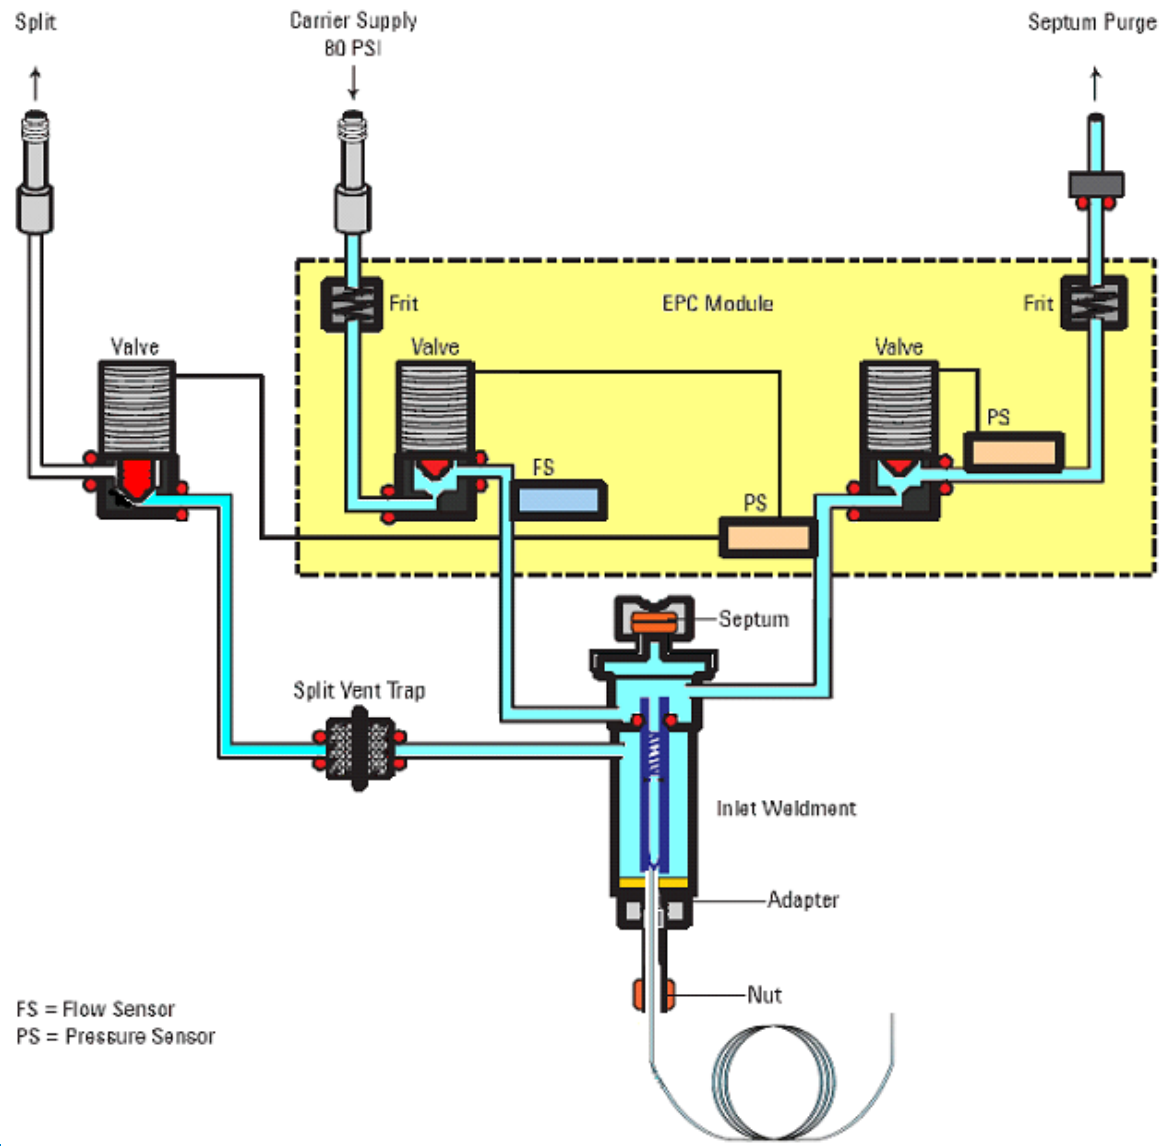 Split
Carrier Supply
80 PSI
Septum Purge
Frit
EPC Module
Frit
Valve
Valve
Valve
PS
FS
PS
Septum
Split Vent Trap
Inlet Weldment
Adapter
Nut
FS = Flow Sensor
PS = Pressure Sensor